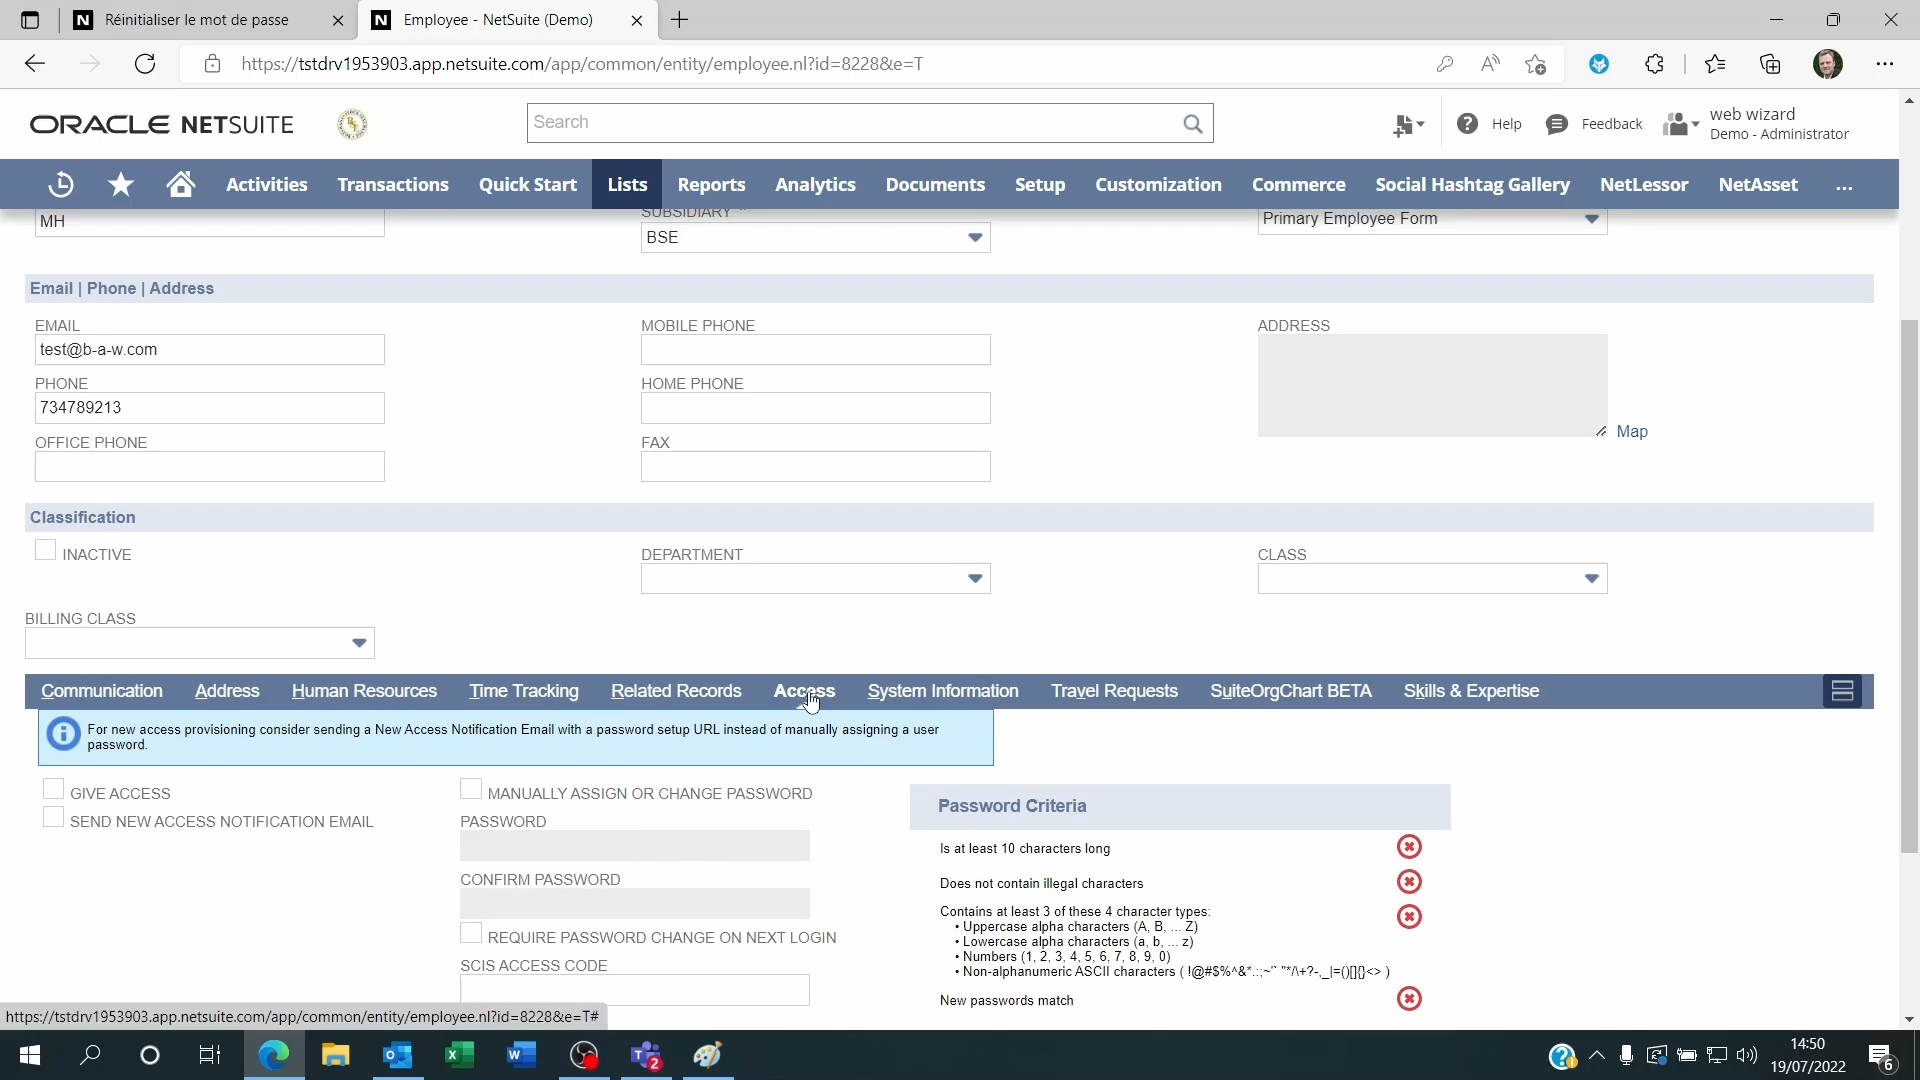 Réinitialiser le mot de passe
Employee - NetSuite (Demo)
https://tstdrv1953903.app.netsuite.com/app/common/entity/employee.nl?id=8228&e=T
ORACLE NETSUITE
Search
Help
Feedback
web wizard
Demo - Administrator
Activities Transactions Quick Start Lists Reports Analytics Documents Setup Customization Commerce Social Hashtag Gallery NetLessor NetAsset ...
MH
SUBSIDIARY *
BSE
Primary Employee Form
Email | Phone | Address
EMAIL
test@b-a-w.com
PHONE
734789213
OFFICE PHONE
MOBILE PHONE
HOME PHONE
FAX
ADDRESS
Map
Classification
INACTIVE
DEPARTMENT
CLASS
BILLING CLASS
Communication Address Human Resources Time Tracking Related Records Access System Information Travel Requests SuiteOrgChart BETA Skills & Expertise
For new access provisioning consider sending a New Access Notification Email with a password setup URL instead of manually assigning a user
password.
GIVE ACCESS
SEND NEW ACCESS NOTIFICATION EMAIL
MANUALLY ASSIGN OR CHANGE PASSWORD
PASSWORD
CONFIRM PASSWORD
REQUIRE PASSWORD CHANGE ON NEXT LOGIN
SCIS ACCESS CODE
Password Criteria
Is at least 10 characters long
Does not contain illegal characters
Contains at least 3 of these 4 character types:
• Uppercase alpha characters (A, B, ... Z)
• Lowercase alpha characters (a, b, ... z)
• Numbers (1, 2, 3, 4, 5, 6, 7, 8, 9, 0)
• Non-alphanumeric ASCII characters ( !@#$%^&*.:;~'` "*/\+?-,_|=()[]{}<> )
New passwords match
https://tstdrv1953903.app.netsuite.com/app/common/entity/employee.nl?id=8228&e=T#
2
14:50
19/07/2022
6